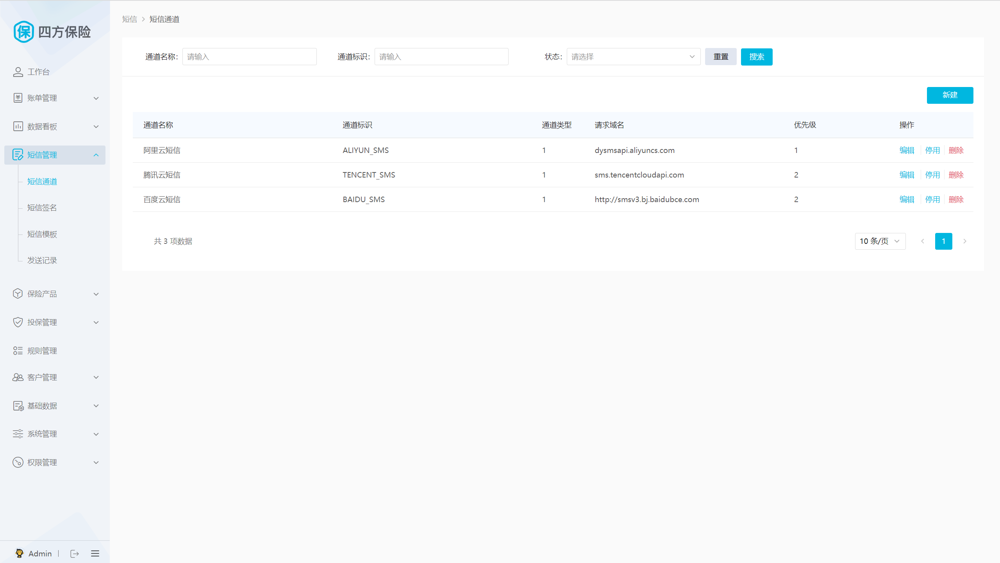 保 四方保险
工作台
账单管理
数据看板
短信管理
短信通道
短信签名
短信模板
发送记录
保险产品
投保管理
规则管理
客户管理
基础数据
系统管理
权限管理
Admin
短信 > 短信通道
通道名称： 请输入 通道标识： 请输入 状态： 请选择 重置 搜索
新建
通道名称 通道标识 通道类型 请求域名 优先级 操作
阿里云短信 ALIYUN_SMS 1 dysmsapi.aliyuncs.com 1 编辑 停用 删除
腾讯云短信 TENCENT_SMS 1 sms.tencentcloudapi.com 2 编辑 停用 删除
百度云短信 BAIDU_SMS 1 http://smsv3.bj.baidubce.com 2 编辑 停用 删除
共 3 项数据 10 条/页 1